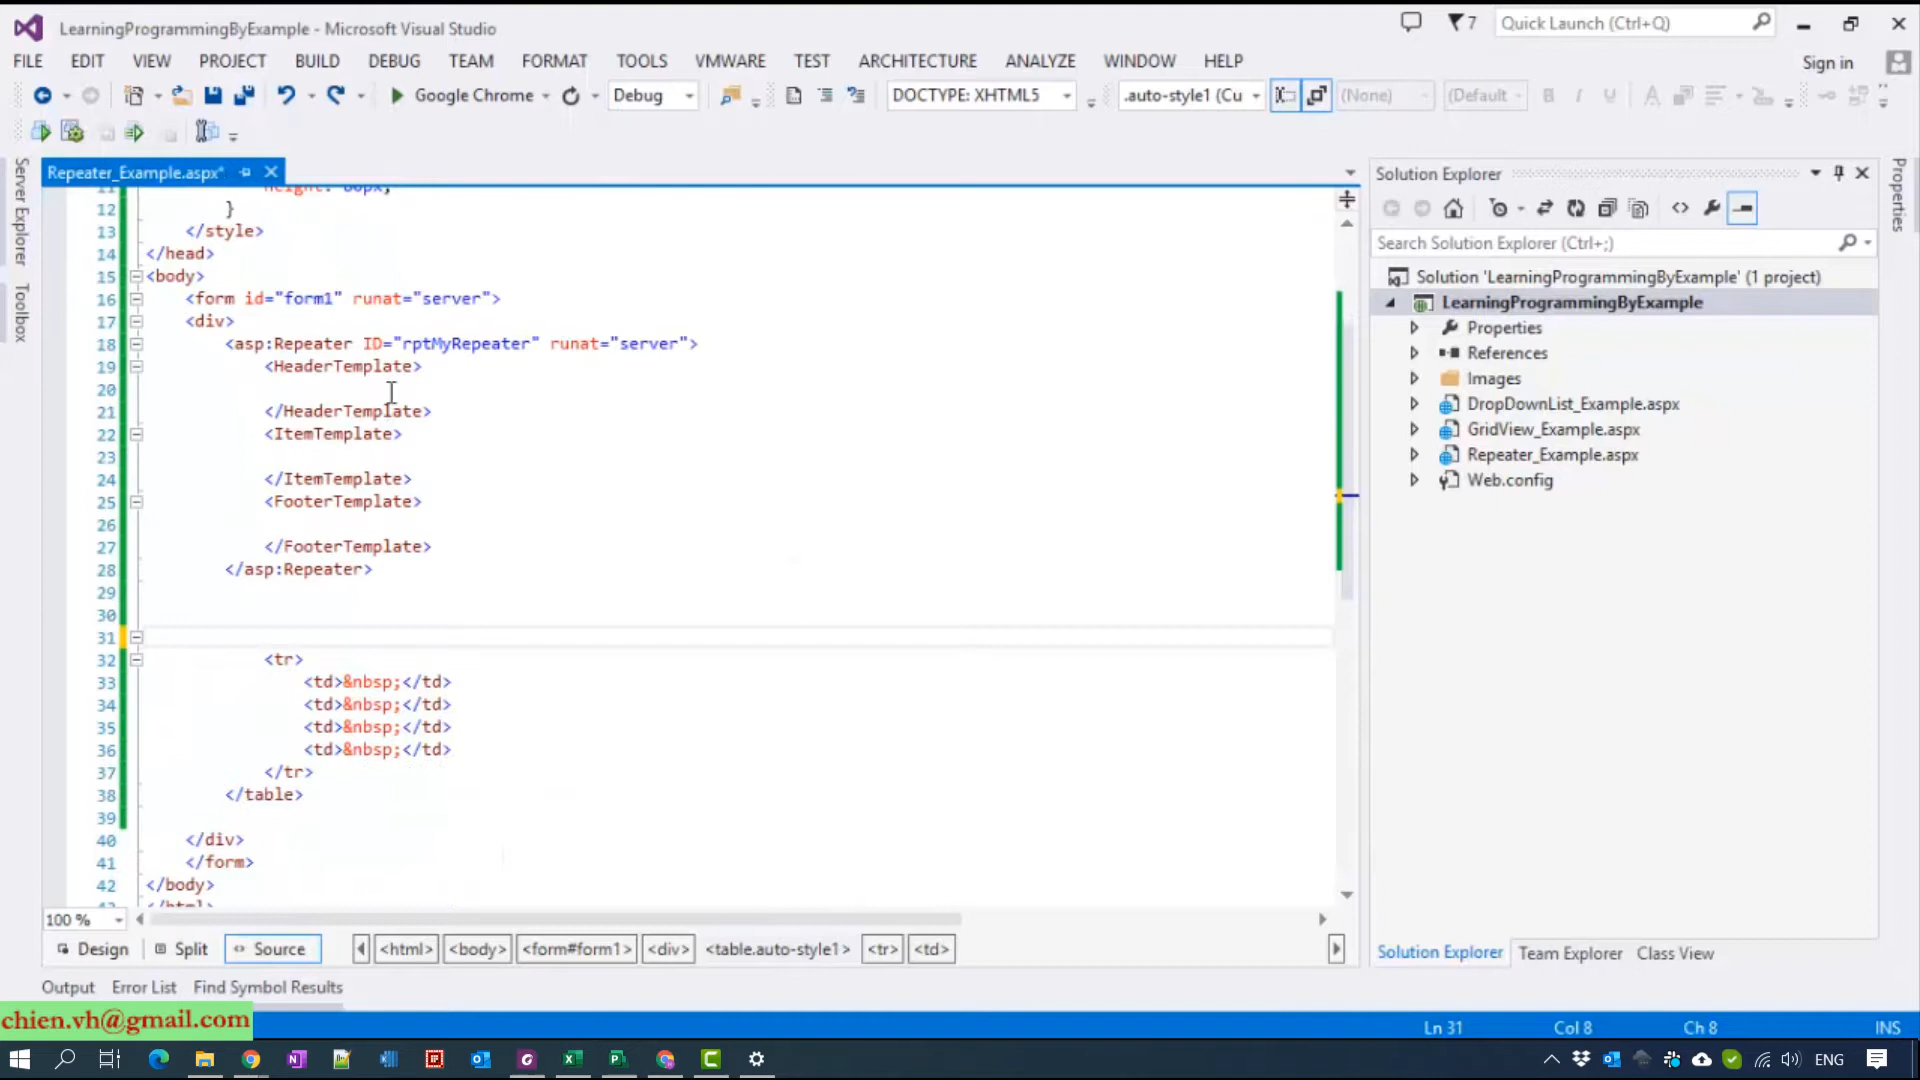 LearningProgrammingByExample - Microsoft Visual Studio
7
Quick Launch (Ctrl+Q)
FILE EDIT VIEW PROJECT BUILD DEBUG TEAM FORMAT TOOLS VMWARE TEST ARCHITECTURE ANALYZE WINDOW HELP
Sign in
Google Chrome Debug DOCTYPE: XHTML5 .auto-style1 (Cu (None) (Default
Server Explorer
Toolbox
Repeater_Example.aspx*
12 }
13 </style>
14 </head>
15 <body>
16 <form id="form1" runat="server">
17 <div>
18 <asp:Repeater ID="rptMyRepeater" runat="server">
19 <HeaderTemplate>
20
21 </HeaderTemplate>
22 <ItemTemplate>
23
24 </ItemTemplate>
25 <FooterTemplate>
26
27 </FooterTemplate>
28 </asp:Repeater>
29
30
31
32 <tr>
33 <td>&nbsp;</td>
34 <td>&nbsp;</td>
35 <td>&nbsp;</td>
36 <td>&nbsp;</td>
37 </tr>
38 </table>
39
40 </div>
41 </form>
42 </body>
100 %
Design Split Source <html> <body> <form#form1> <div> <table.auto-style1> <tr> <td>
Solution Explorer
Search Solution Explorer (Ctrl+;)
Solution 'LearningProgrammingByExample' (1 project)
LearningProgrammingByExample
Properties
References
Images
DropDownList_Example.aspx
GridView_Example.aspx
Repeater_Example.aspx
Web.config
Solution Explorer Team Explorer Class View
Properties
Output Error List Find Symbol Results
chien.vh@gmail.com
Ln 31 Col 8 Ch 8 INS
ENG